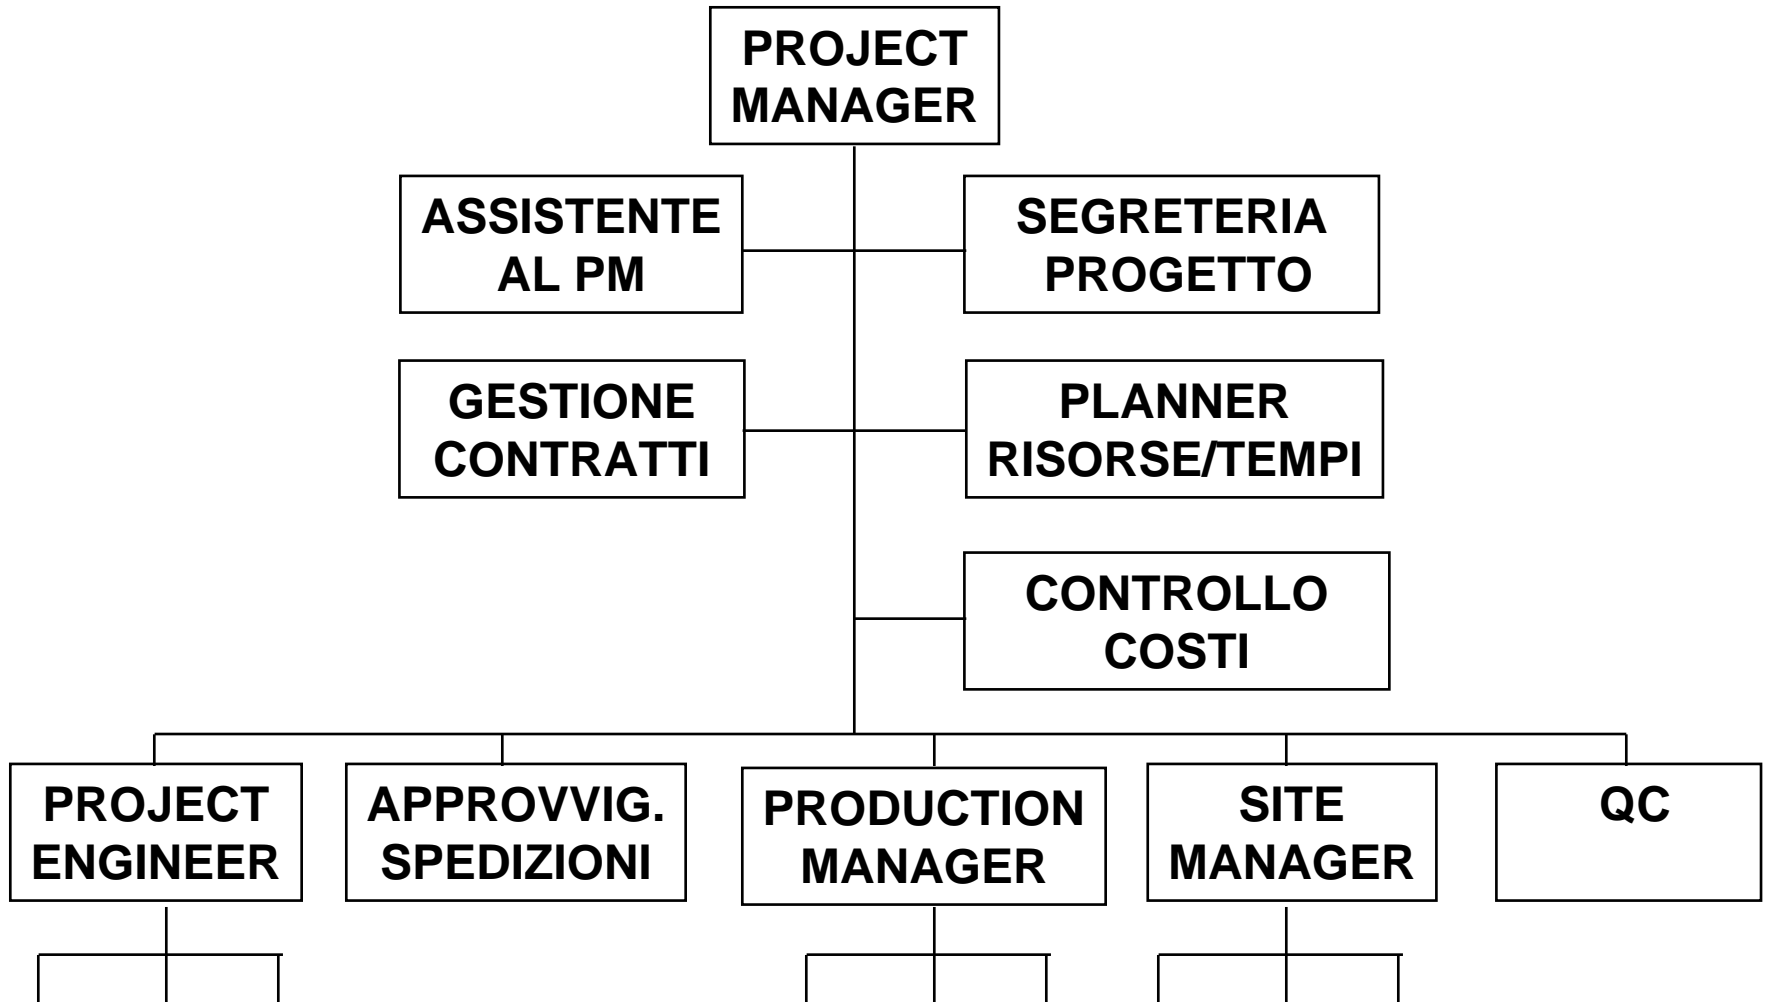 PROJECT
MANAGER
ASSISTENTE
AL PM
SEGRETERIA
PROGETTO
GESTIONE
CONTRATTI
PLANNER
RISORSE/TEMPI
CONTROLLO
COSTI
PROJECT
ENGINEER
APPROVVIG.
SPEDIZIONI
PRODUCTION
MANAGER
SITE
MANAGER
QC